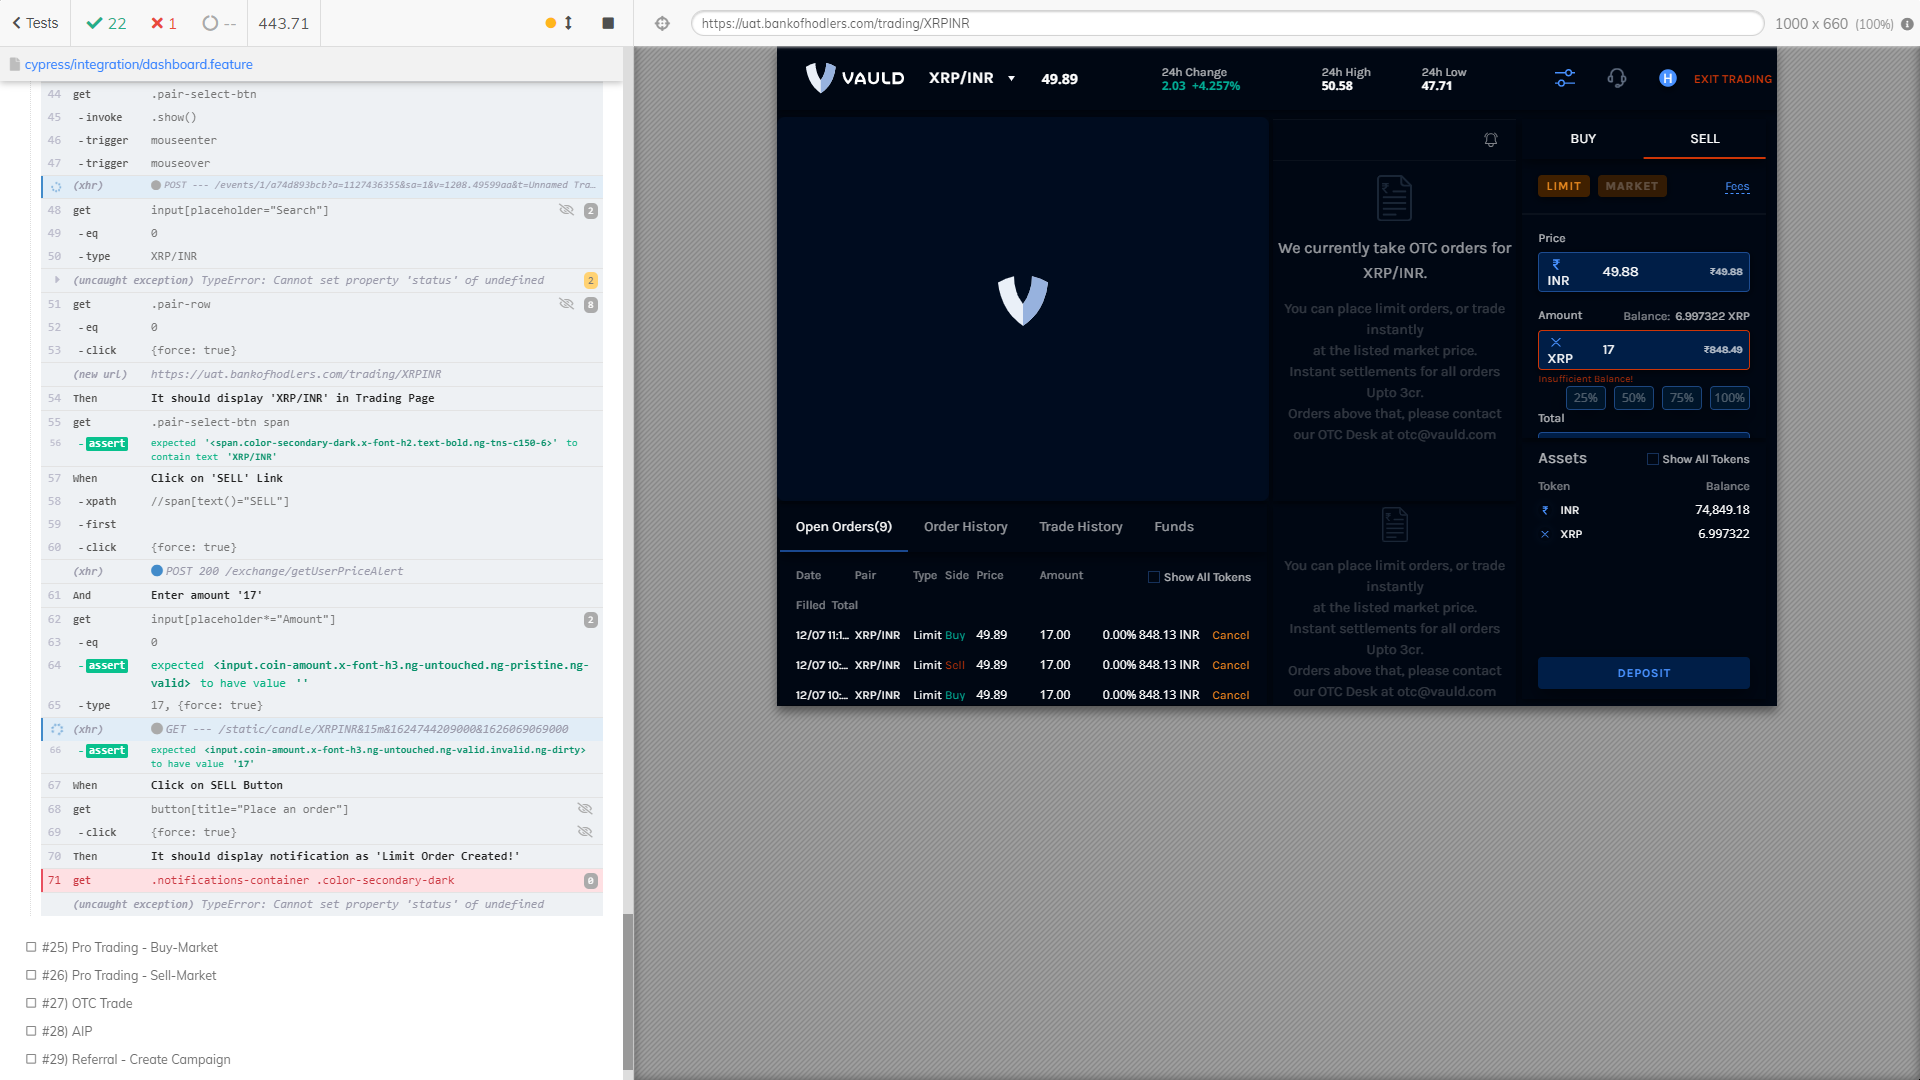 Tests
22
1
--
443.71
https://uat.bankofhodlers.com/trading/XRPINR
1000 x 660 (100%)
cypress/integration/dashboard.feature
44 get .pair-select-btn
45 -invoke .show()
46 -trigger mouseenter
47 -trigger mouseover
(xhr) POST --- /events/1/a74d893bcb?a=1127436355&sa=1&v=1208.49599aa&t=Unnamed Tra...
48 get input[placeholder="Search"] 2
49 -eq 0
50 -type XRP/INR
(uncaught exception) TypeError: Cannot set property 'status' of undefined 2
51 get .pair-row 8
52 -eq 0
53 -click {force: true}
(new url) https://uat.bankofhodlers.com/trading/XRPINR
54 Then It should display 'XRP/INR' in Trading Page
55 get .pair-select-btn span
56 -assert expected '<span.color-secondary-dark.x-font-h2.text-bold.ng-tns-c150-6>' to
contain text 'XRP/INR'
57 When Click on 'SELL' Link
58 -xpath //span[text()="SELL"]
59 -first
60 -click {force: true}
(xhr) POST 200 /exchange/getUserPriceAlert
61 And Enter amount '17'
62 get input[placeholder*="Amount"] 2
63 -eq 0
64 -assert expected <input.coin-amount.x-font-h3.ng-untouched.ng-pristine.ng-
valid> to have value ''
65 -type 17, {force: true}
(xhr) GET --- /static/candle/XRPINR&15m&1624744209000&1626069069000
66 -assert expected <input.coin-amount.x-font-h3.ng-untouched.ng-valid.invalid.ng-dirty>
to have value '17'
67 When Click on SELL Button
68 get button[title="Place an order"]
69 -click {force: true}
70 Then It should display notification as 'Limit Order Created!'
71 get .notifications-container .color-secondary-dark 0
(uncaught exception) TypeError: Cannot set property 'status' of undefined
#25) Pro Trading - Buy-Market
#26) Pro Trading - Sell-Market
#27) OTC Trade
#28) AIP
#29) Referral - Create Campaign
VAULD
XRP/INR
49.89
24h Change
2.03 +4.257%
24h High
50.58
24h Low
47.71
H
EXIT TRADING
We currently take OTC orders for
XRP/INR.
You can place limit orders, or trade
instantly
at the listed market price.
Instant settlements for all orders
Upto 3cr.
Orders above that, please contact
our OTC Desk at otc@vauld.com
BUY SELL
LIMIT MARKET Fees
Price
₹
INR 49.88 ₹49.88
Amount Balance: 6.997322 XRP
XRP 17 ₹848.49
Insufficient Balance!
25% 50% 75% 100%
Total
Assets Show All Tokens
Token Balance
₹ INR 74,849.18
XRP 6.997322
DEPOSIT
Open Orders(9) Order History Trade History Funds
Date Pair Type Side Price Amount Show All Tokens
Filled Total
12/07 11:1... XRP/INR Limit Buy 49.89 17.00 0.00% 848.13 INR Cancel
12/07 10:... XRP/INR Limit Sell 49.89 17.00 0.00% 848.13 INR Cancel
12/07 10:... XRP/INR Limit Buy 49.89 17.00 0.00% 848.13 INR Cancel
You can place limit orders, or trade
instantly
at the listed market price.
Instant settlements for all orders
Upto 3cr.
Orders above that, please contact
our OTC Desk at otc@vauld.com